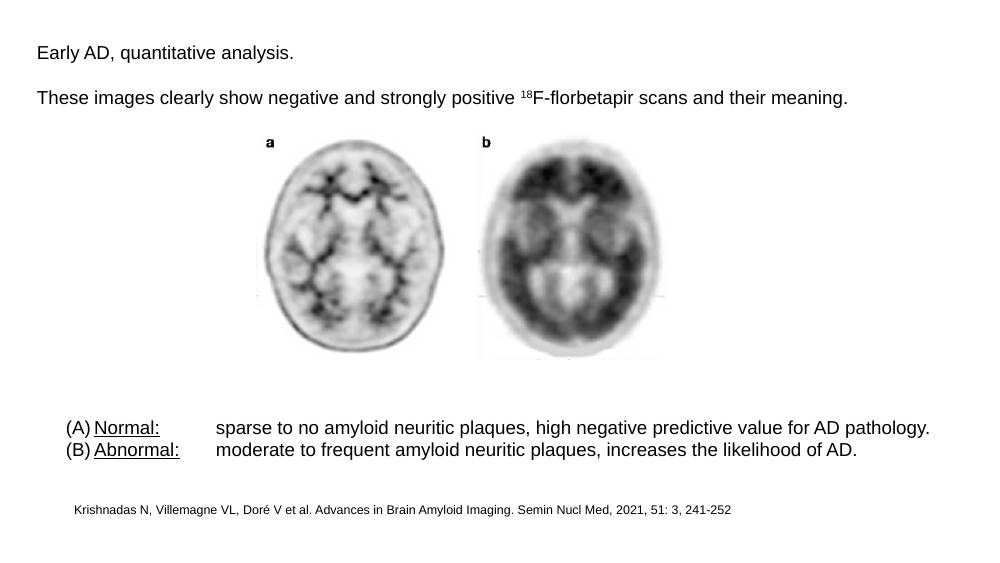 Early AD, quantitative analysis.
These images clearly show negative and strongly positive ¹⁸F-florbetapir scans and their meaning.
a b
(A) Normal: sparse to no amyloid neuritic plaques, high negative predictive value for AD pathology.
(B) Abnormal: moderate to frequent amyloid neuritic plaques, increases the likelihood of AD.
Krishnadas N, Villemagne VL, Doré V et al. Advances in Brain Amyloid Imaging. Semin Nucl Med, 2021, 51: 3, 241-252